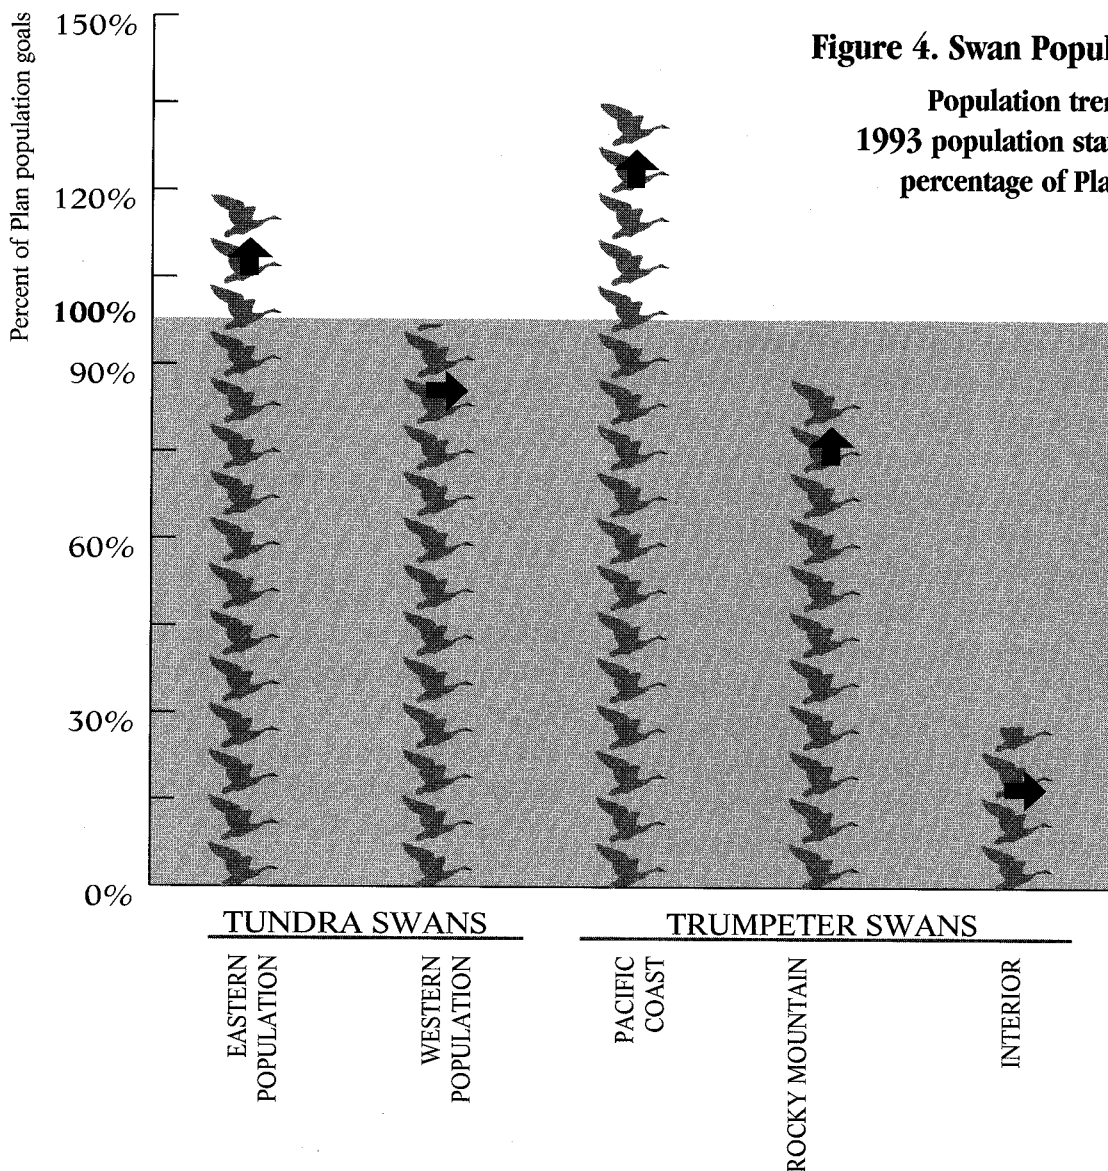 Figure 4. Swan Popul
Population tren
1993 population sta
percentage of Pla
Percent of Plan population goals
150%
120%
100%
90%
60%
30%
0%
TUNDRA SWANS
TRUMPETER SWANS
EASTERN
POPULATION
WESTERN
POPULATION
PACIFIC
COAST
ROCKY MOUNTAIN
INTERIOR